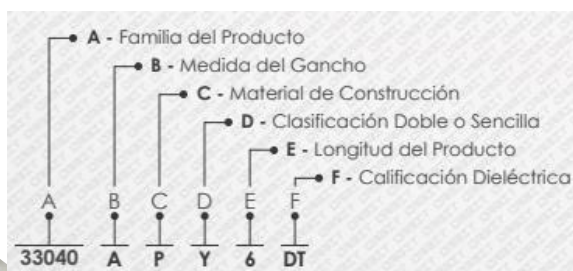 A - Familia del Producto
B - Medida del Gancho
C - Material de Construcción
D - Clasificación Doble o Sencilla
E - Longitud del Producto
F - Calificación Dieléctrica
A B C D E F
33040 A P Y 6 DT